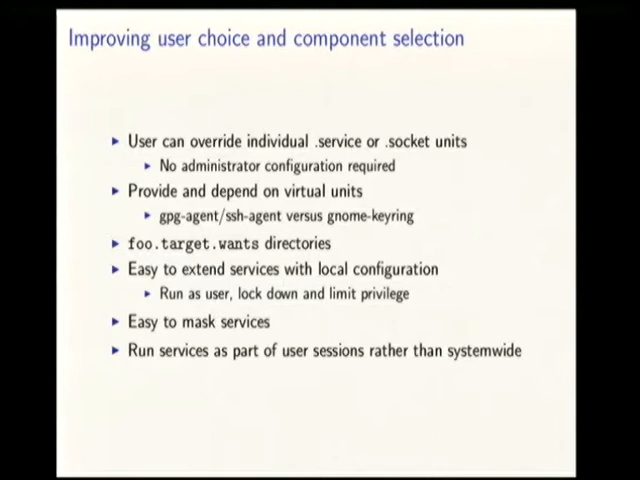 Improving user choice and component selection
User can override individual .service or .socket units
No administrator configuration required
Provide and depend on virtual units
gpg-agent/ssh-agent versus gnome-keyring
foo.target.wants directories
Easy to extend services with local configuration
Run as user, lock down and limit privilege
Easy to mask services
Run services as part of user sessions rather than systemwide